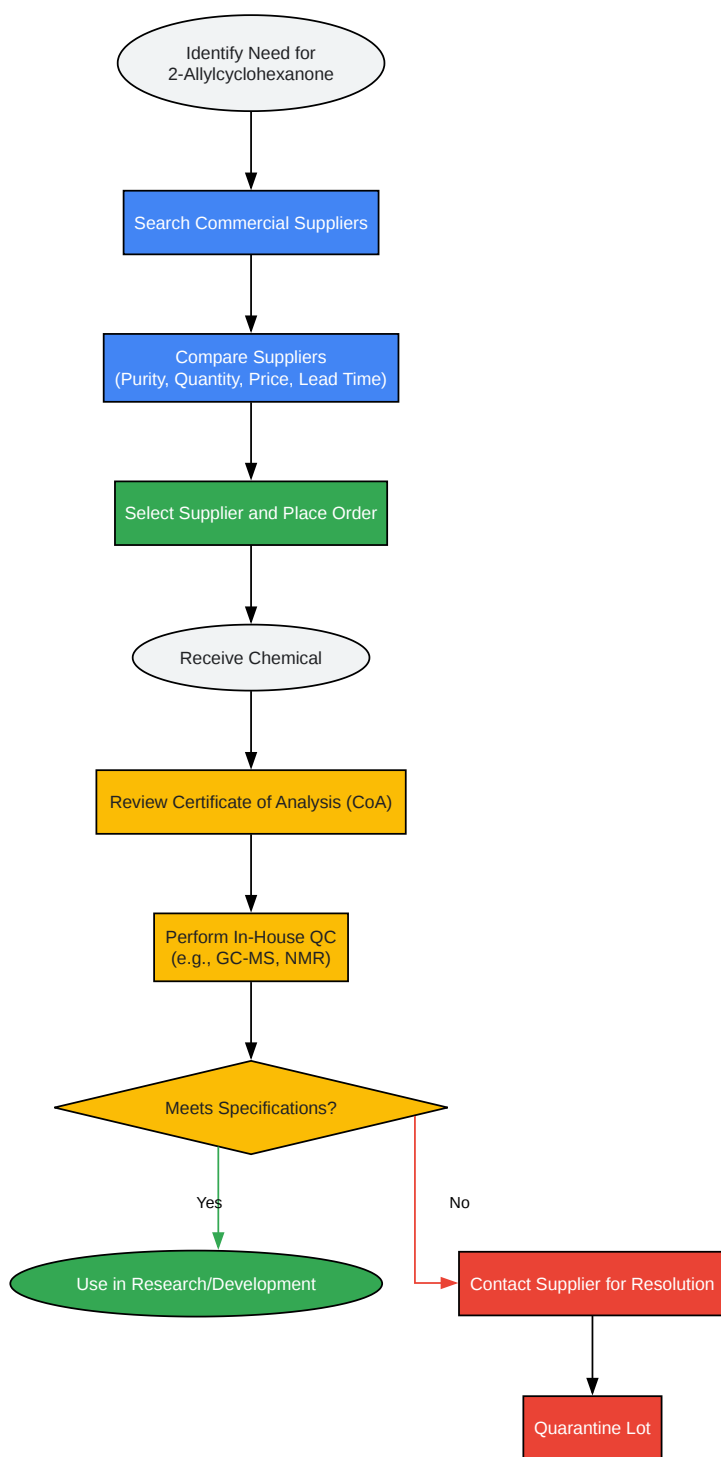 Identify Need for
2-Allylcyclohexanone
Search Commercial Suppliers
Compare Suppliers
(Purity, Quantity, Price, Lead Time)
Select Supplier and Place Order
Receive Chemical
Review Certificate of Analysis (CoA)
Perform In-House QC
(e.g., GC-MS, NMR)
Meets Specifications?
Yes
No
Use in Research/Development
Contact Supplier for Resolution
Quarantine Lot